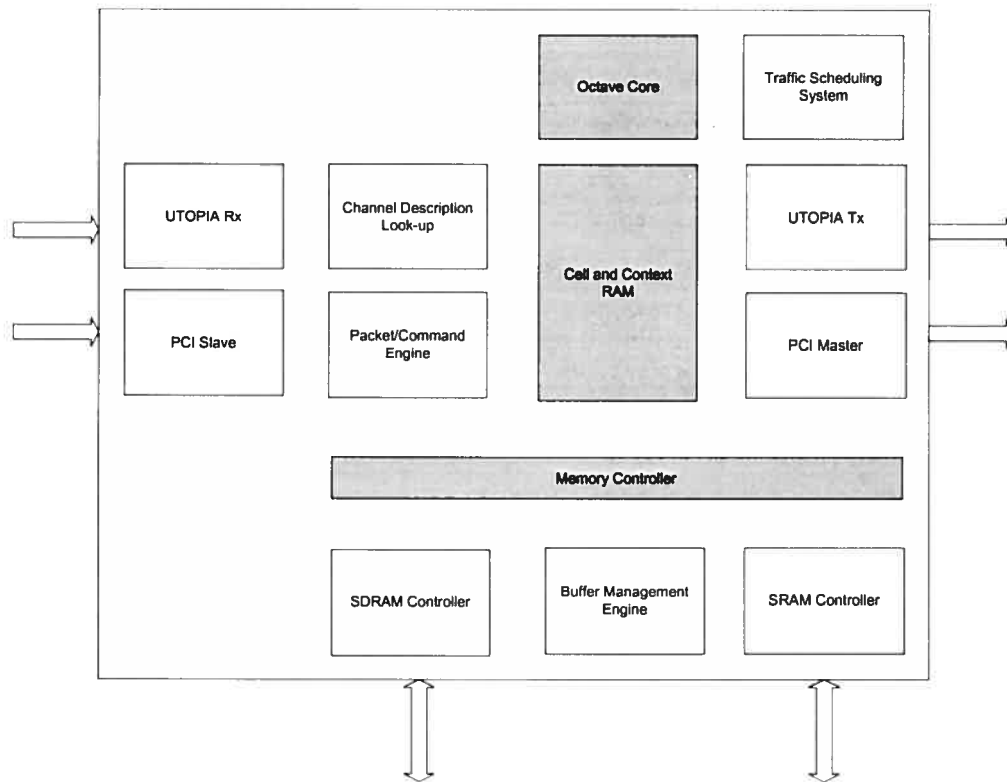 Octave Core
Traffic Scheduling
System
UTOPIA Rx
Channel Description
Look-up
Cell and Context
RAM
UTOPIA Tx
PCI Slave
Packet/Command
Engine
PCI Master
Memory Controller
SDRAM Controller
Buffer Management
Engine
SRAM Controller